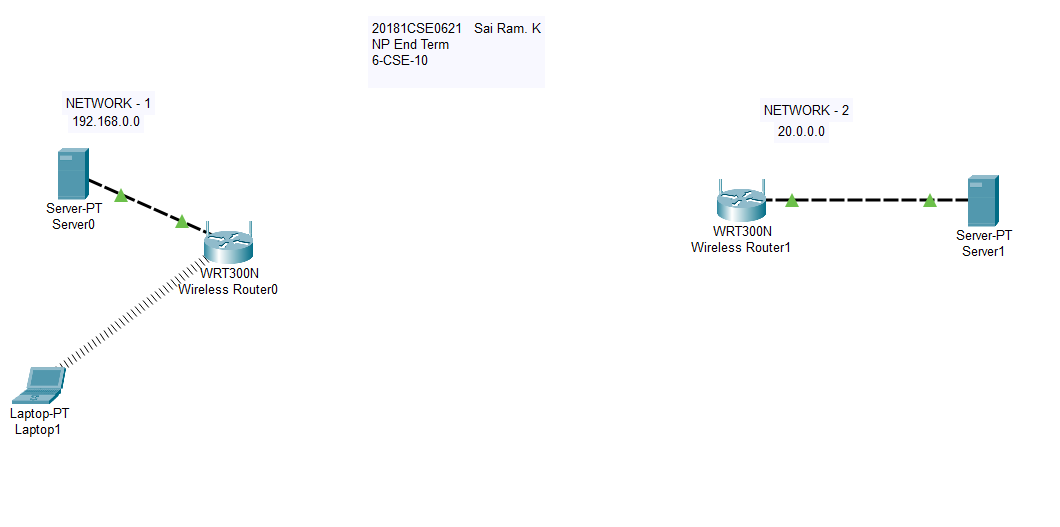 20181CSE0621 Sai Ram. K
NP End Term
6-CSE-10
NETWORK - 1
192.168.0.0
Server-PT
Server0
WRT300N
Wireless Router0
Laptop-PT
Laptop1
NETWORK - 2
20.0.0.0
WRT300N
Wireless Router1
Server-PT
Server1